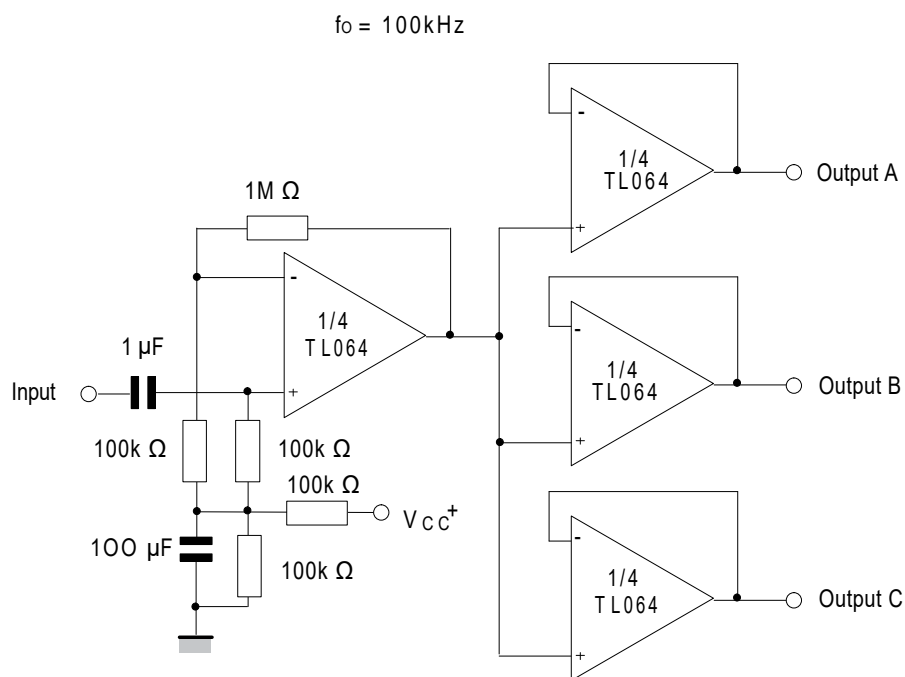 fo = 100kHz
-
1/4
TL064
+
Output A
1M Ω
-
1/4
TL064
+
1 µF
Input
-
1/4
TL064
+
Output B
100k Ω
100k Ω
100k Ω
VCC+
100 µF
100k Ω
-
1/4
TL064
+
Output C